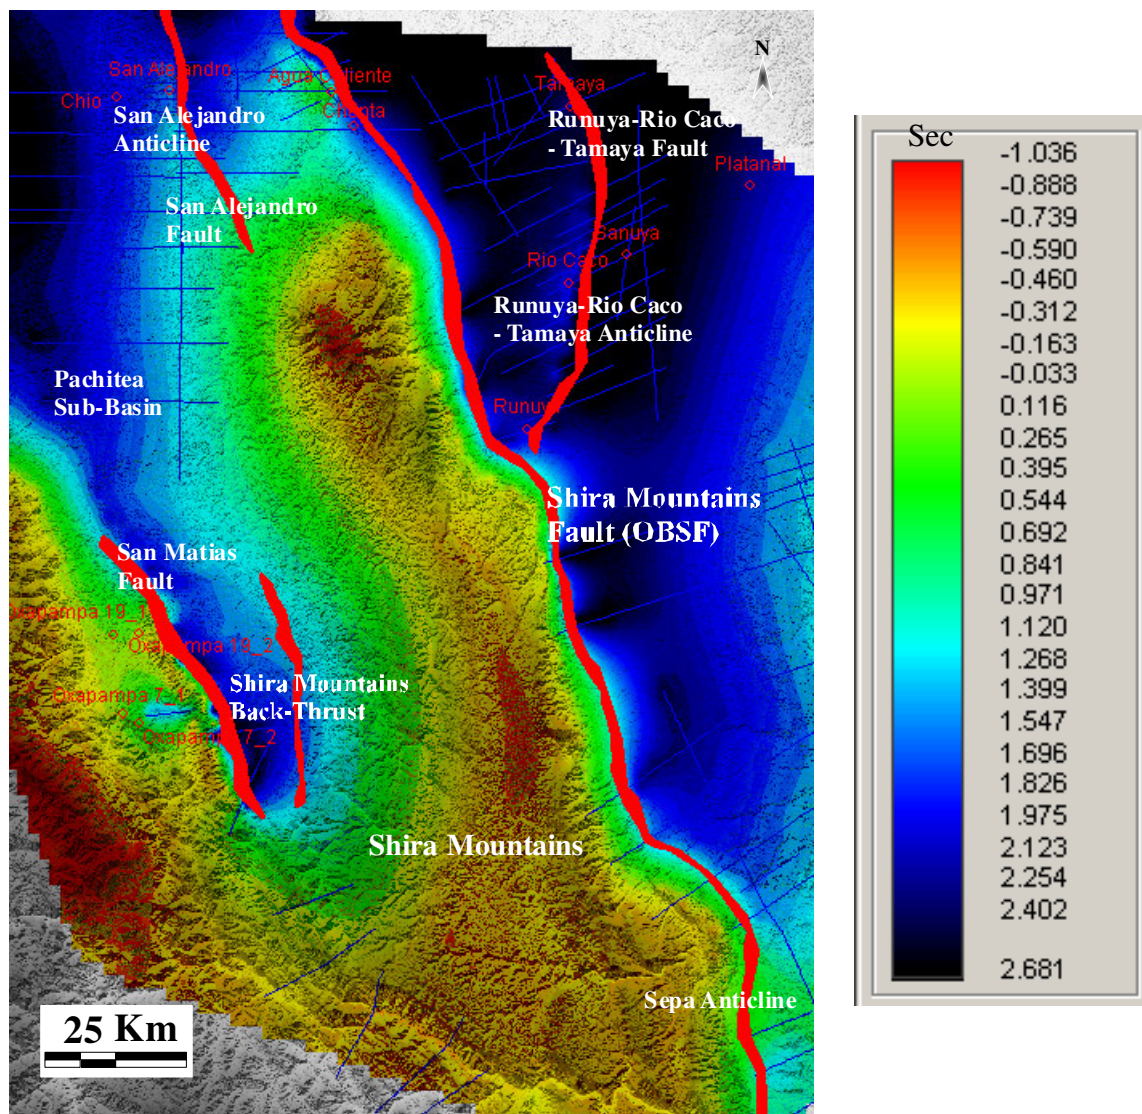 N
San Alejandro
Agua Caliente
Tamaya
Chio
Chonta
San Alejandro
Anticline
Runuya-Rio Caco
- Tamaya Fault
Platanal
San Alejandro
Fault
Sanuya
Rio Caco
Runuya-Rio Caco
- Tamaya Anticline
Pachitea
Sub-Basin
Runuya
Shira Mountains
Fault (OBSF)
San Matias
Fault
Oxapampa 19_1
Oxapampa 19_2
Shira Mountains
Back-Thrust
Oxapampa 7_1
Oxapampa 7_2
Shira Mountains
Sepa Anticline
25 Km
Sec
-1.036
-0.888
-0.739
-0.590
-0.460
-0.312
-0.163
-0.033
0.116
0.265
0.395
0.544
0.692
0.841
0.971
1.120
1.268
1.399
1.547
1.696
1.826
1.975
2.123
2.254
2.402
2.681